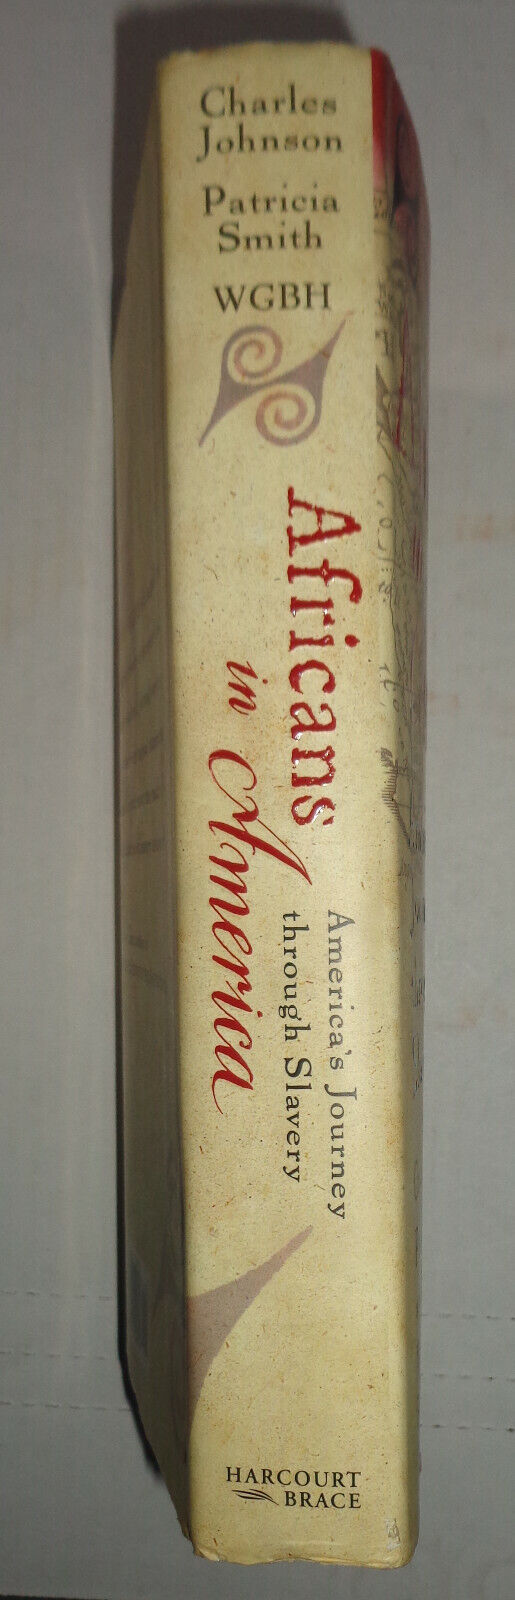 Charles
Johnson
Patricia
Smith
WGBH
Africans
in America
America's Journey
through Slavery
HARCOURT
BRACE